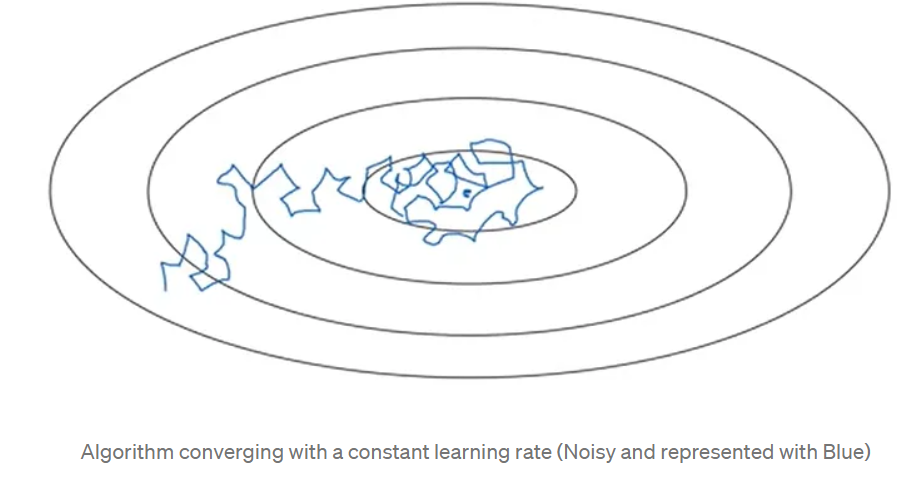 Algorithm converging with a constant learning rate (Noisy and represented with Blue)